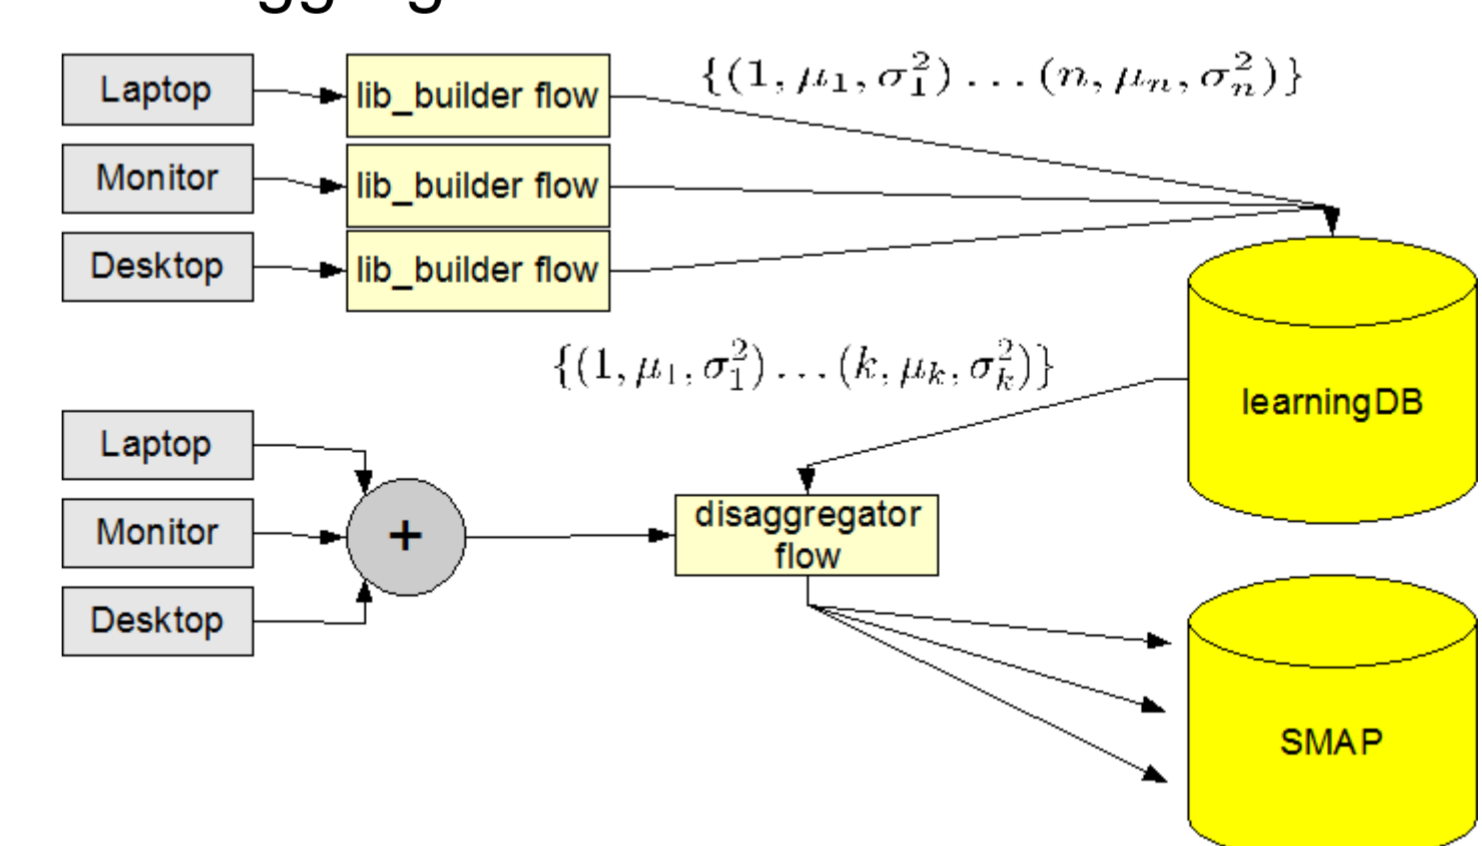 Laptop
lib_builder flow
{(1, μ₁, σ₁²) . . . (n, μₙ, σₙ²)}
Monitor
lib_builder flow
Desktop
lib_builder flow
{(1, μ₁, σ₁²) . . . (k, μₖ, σₖ²)}
learningDB
Laptop
Monitor
+
disaggregator
flow
Desktop
SMAP